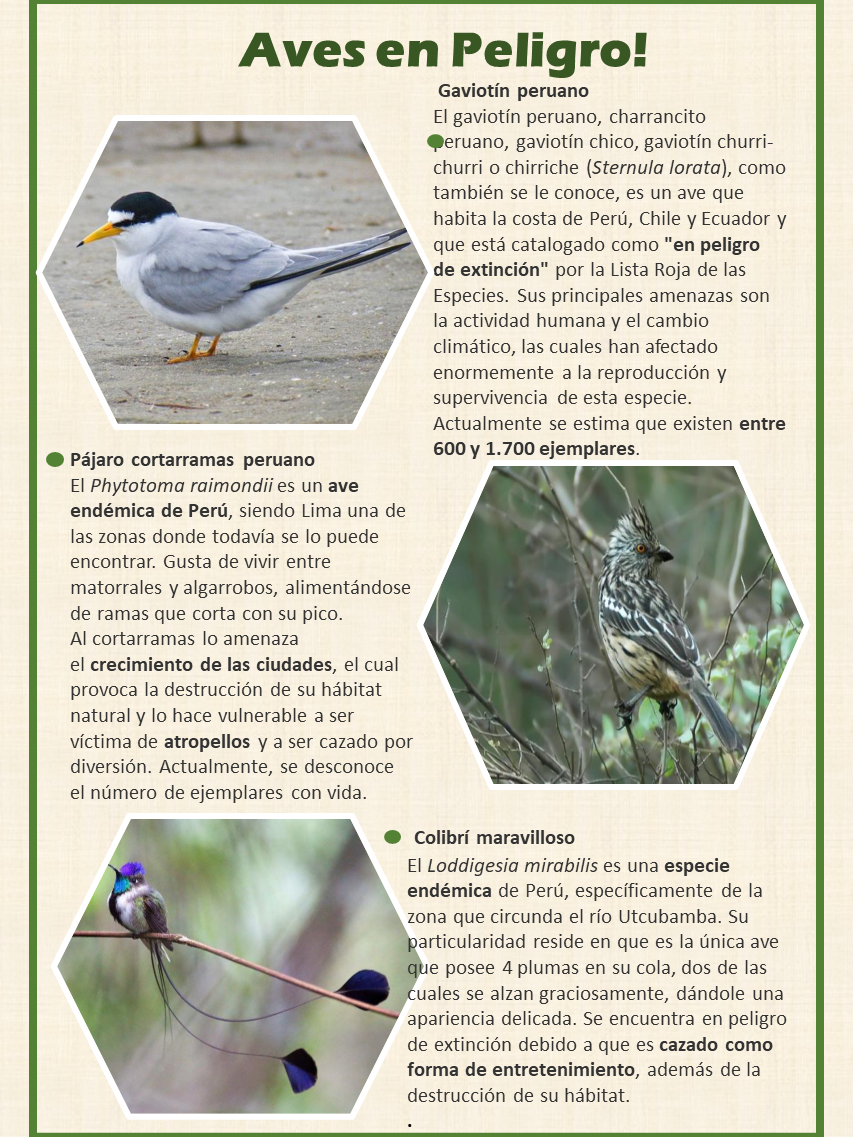 Aves en Peligro!
Gaviotín peruano
El gaviotín peruano, charrancito
peruano, gaviotín chico, gaviotín churri-
churri o chirriche (Sternula lorata), como
también se le conoce, es un ave que
habita la costa de Perú, Chile y Ecuador y
que está catalogado como "en peligro
de extinción" por la Lista Roja de las
Especies. Sus principales amenazas son
la actividad humana y el cambio
climático, las cuales han afectado
enormemente a la reproducción y
supervivencia de esta especie.
Actualmente se estima que existen entre
600 y 1.700 ejemplares.
Pájaro cortarramas peruano
El Phytotoma raimondii es un ave
endémica de Perú, siendo Lima una de
las zonas donde todavía se lo puede
encontrar. Gusta de vivir entre
matorrales y algarrobos, alimentándose
de ramas que corta con su pico.
Al cortarramas lo amenaza
el crecimiento de las ciudades, el cual
provoca la destrucción de su hábitat
natural y lo hace vulnerable a ser
víctima de atropellos y a ser cazado por
diversión. Actualmente, se desconoce
el número de ejemplares con vida.
Colibrí maravilloso
El Loddigesia mirabilis es una especie
endémica de Perú, específicamente de la
zona que circunda el río Utcubamba. Su
particularidad reside en que es la única ave
que posee 4 plumas en su cola, dos de las
cuales se alzan graciosamente, dándole una
apariencia delicada. Se encuentra en peligro
de extinción debido a que es cazado como
forma de entretenimiento, además de la
destrucción de su hábitat.
.